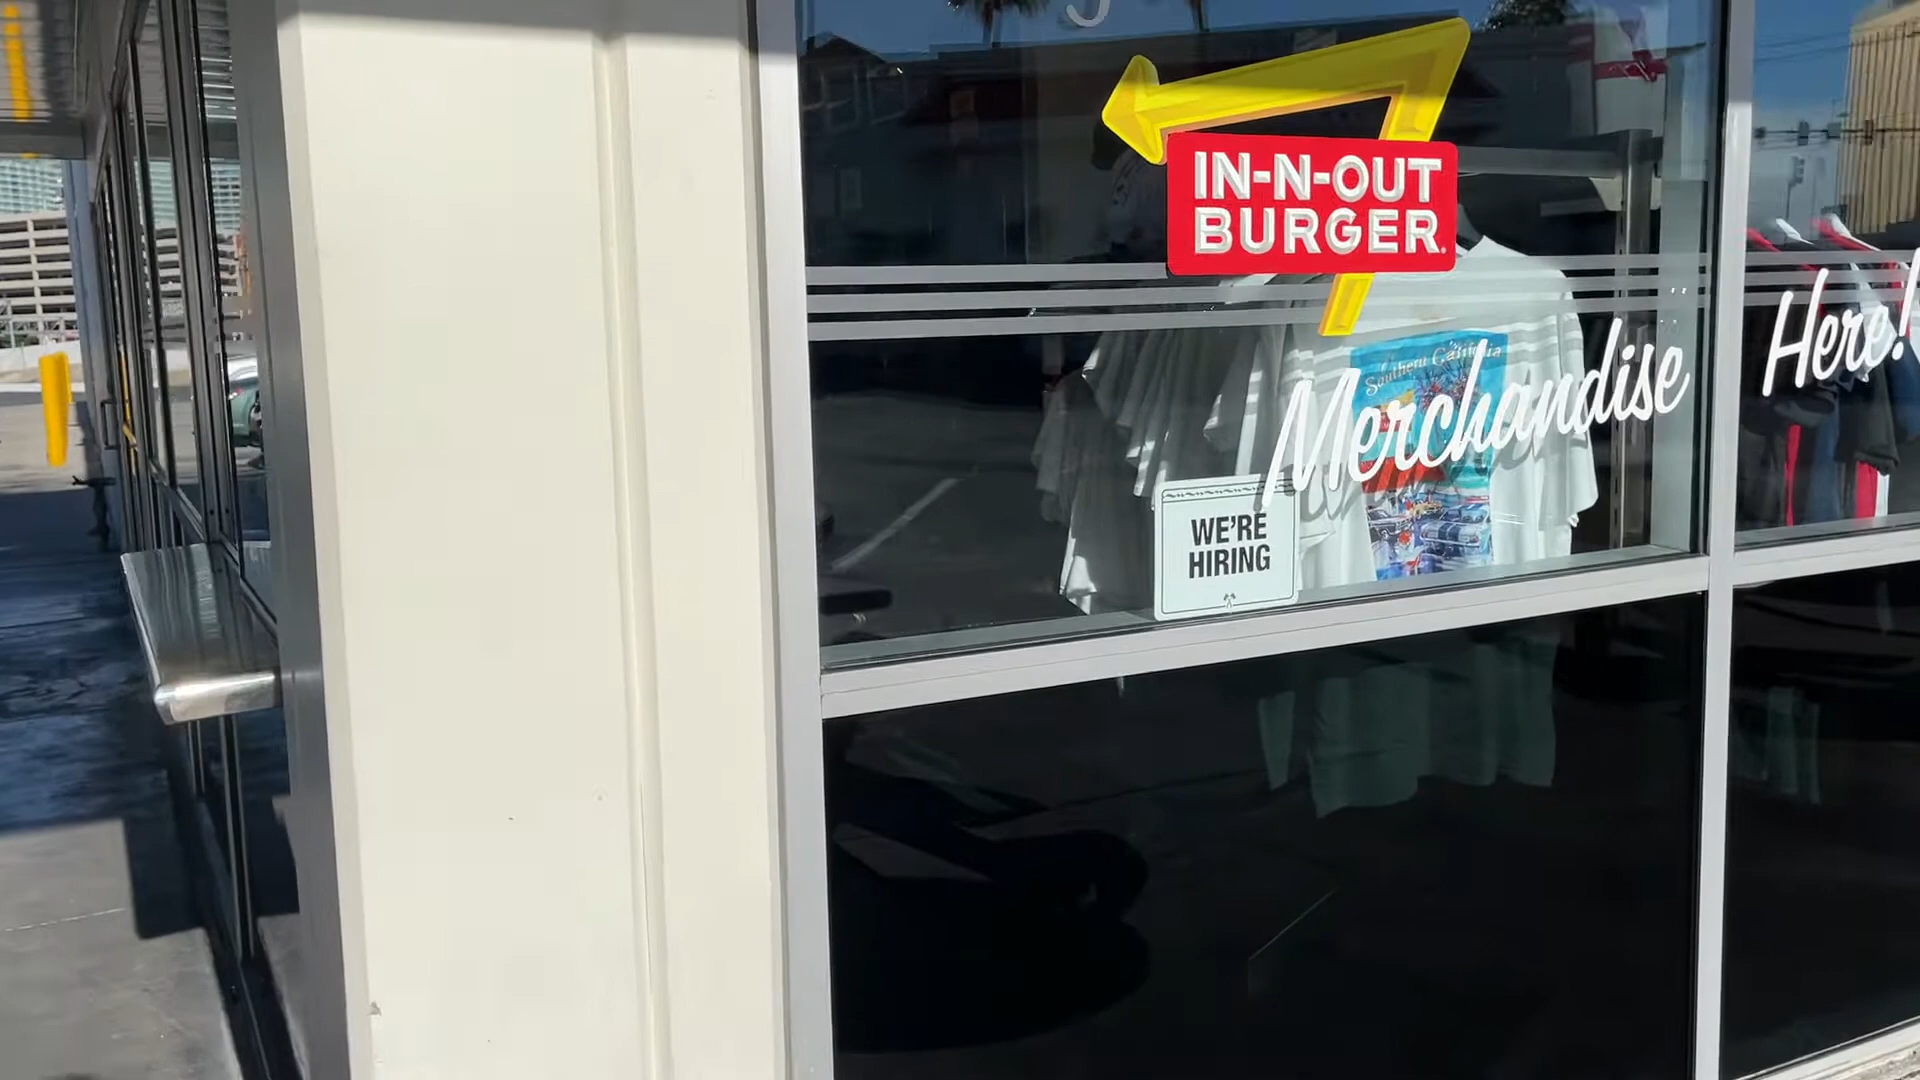 IN-N-OUT
BURGER
Merchandise Here!
Southern California
WE'RE
HIRING